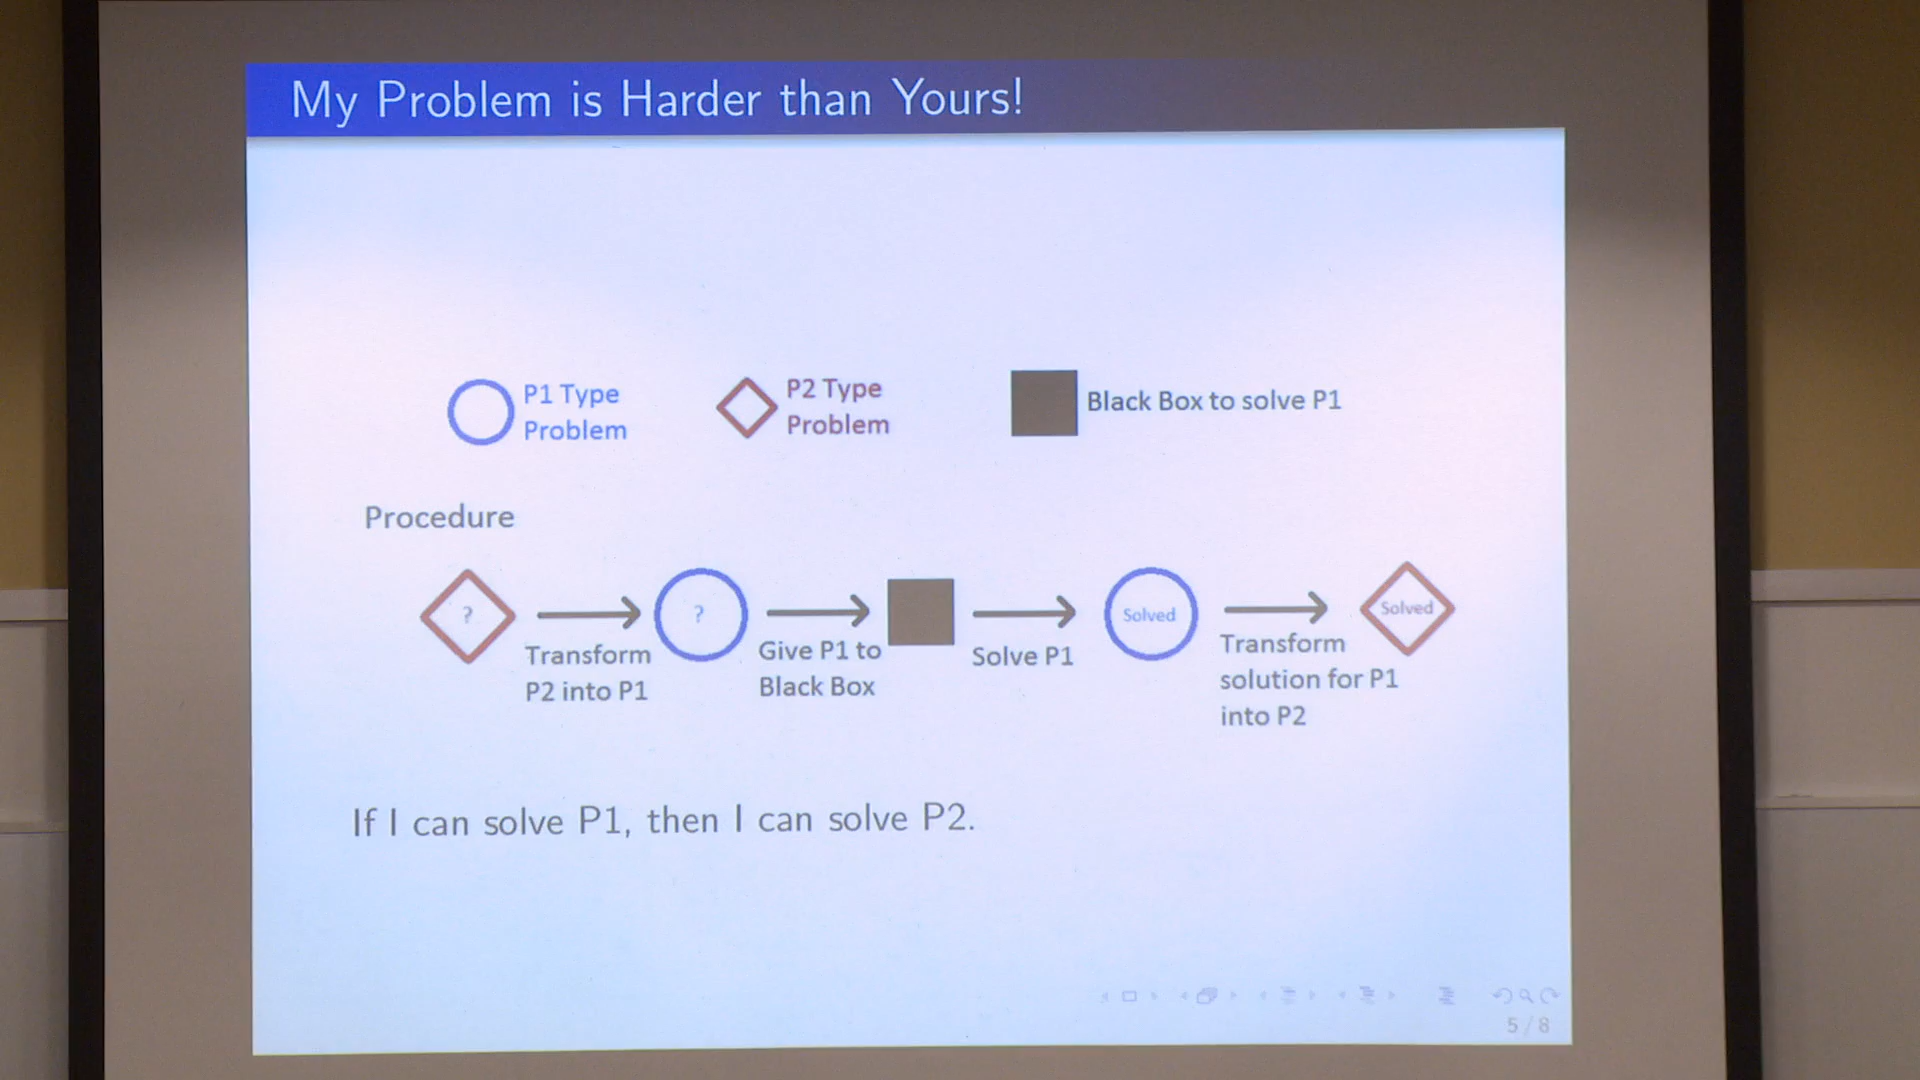 My Problem is Harder than Yours!
P1 Type
Problem
P2 Type
Problem
Black Box to solve P1
Procedure
?
Transform
P2 into P1
?
Give P1 to
Black Box
Solve P1
Solved
Transform
solution for P1
into P2
Solved
If I can solve P1, then I can solve P2.
5 / 8